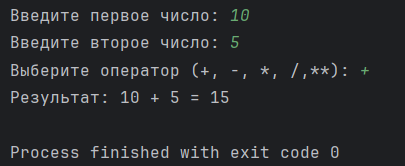 Введите первое число: 10
Введите второе число: 5
Выберите оператор (+, -, *, /,**): +
Результат: 10 + 5 = 15
Process finished with exit code 0